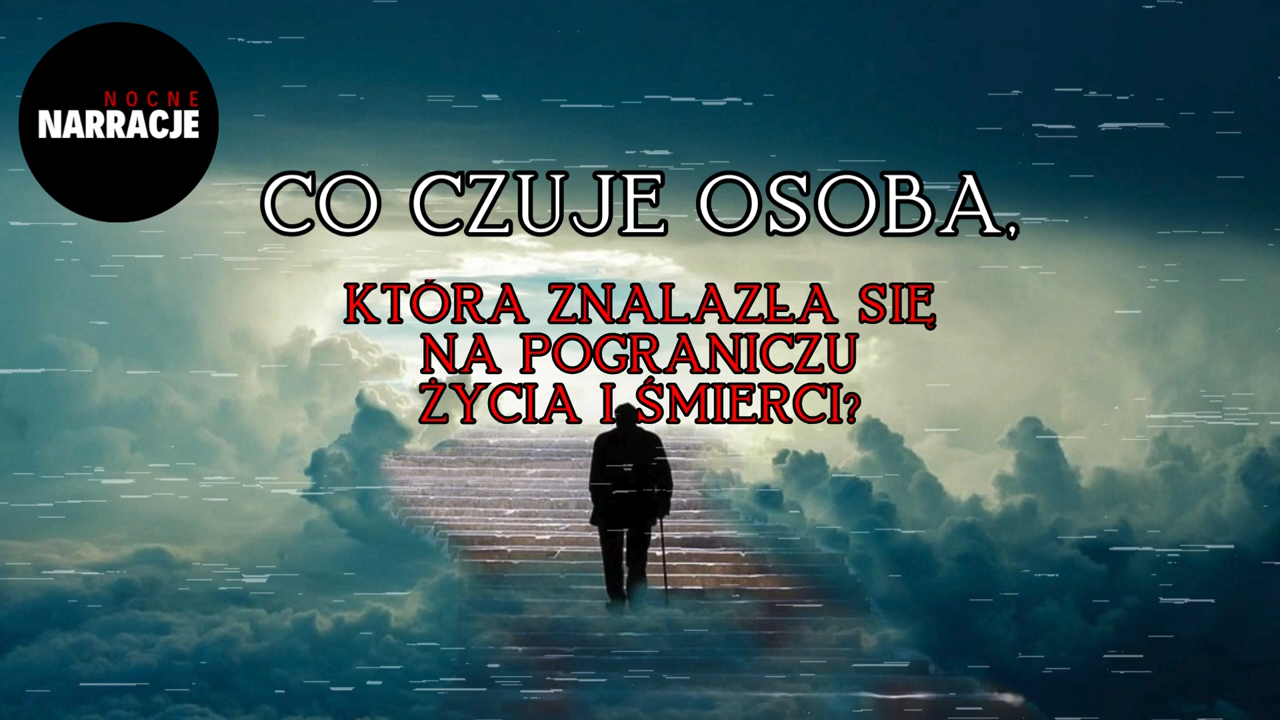 NOCNE
NARRACJE
CO CZUJE OSOBA,
KTÓRA ZNALAZŁA SIĘ
NA POGRANICZU
ŻYCIA I ŚMIERCI?